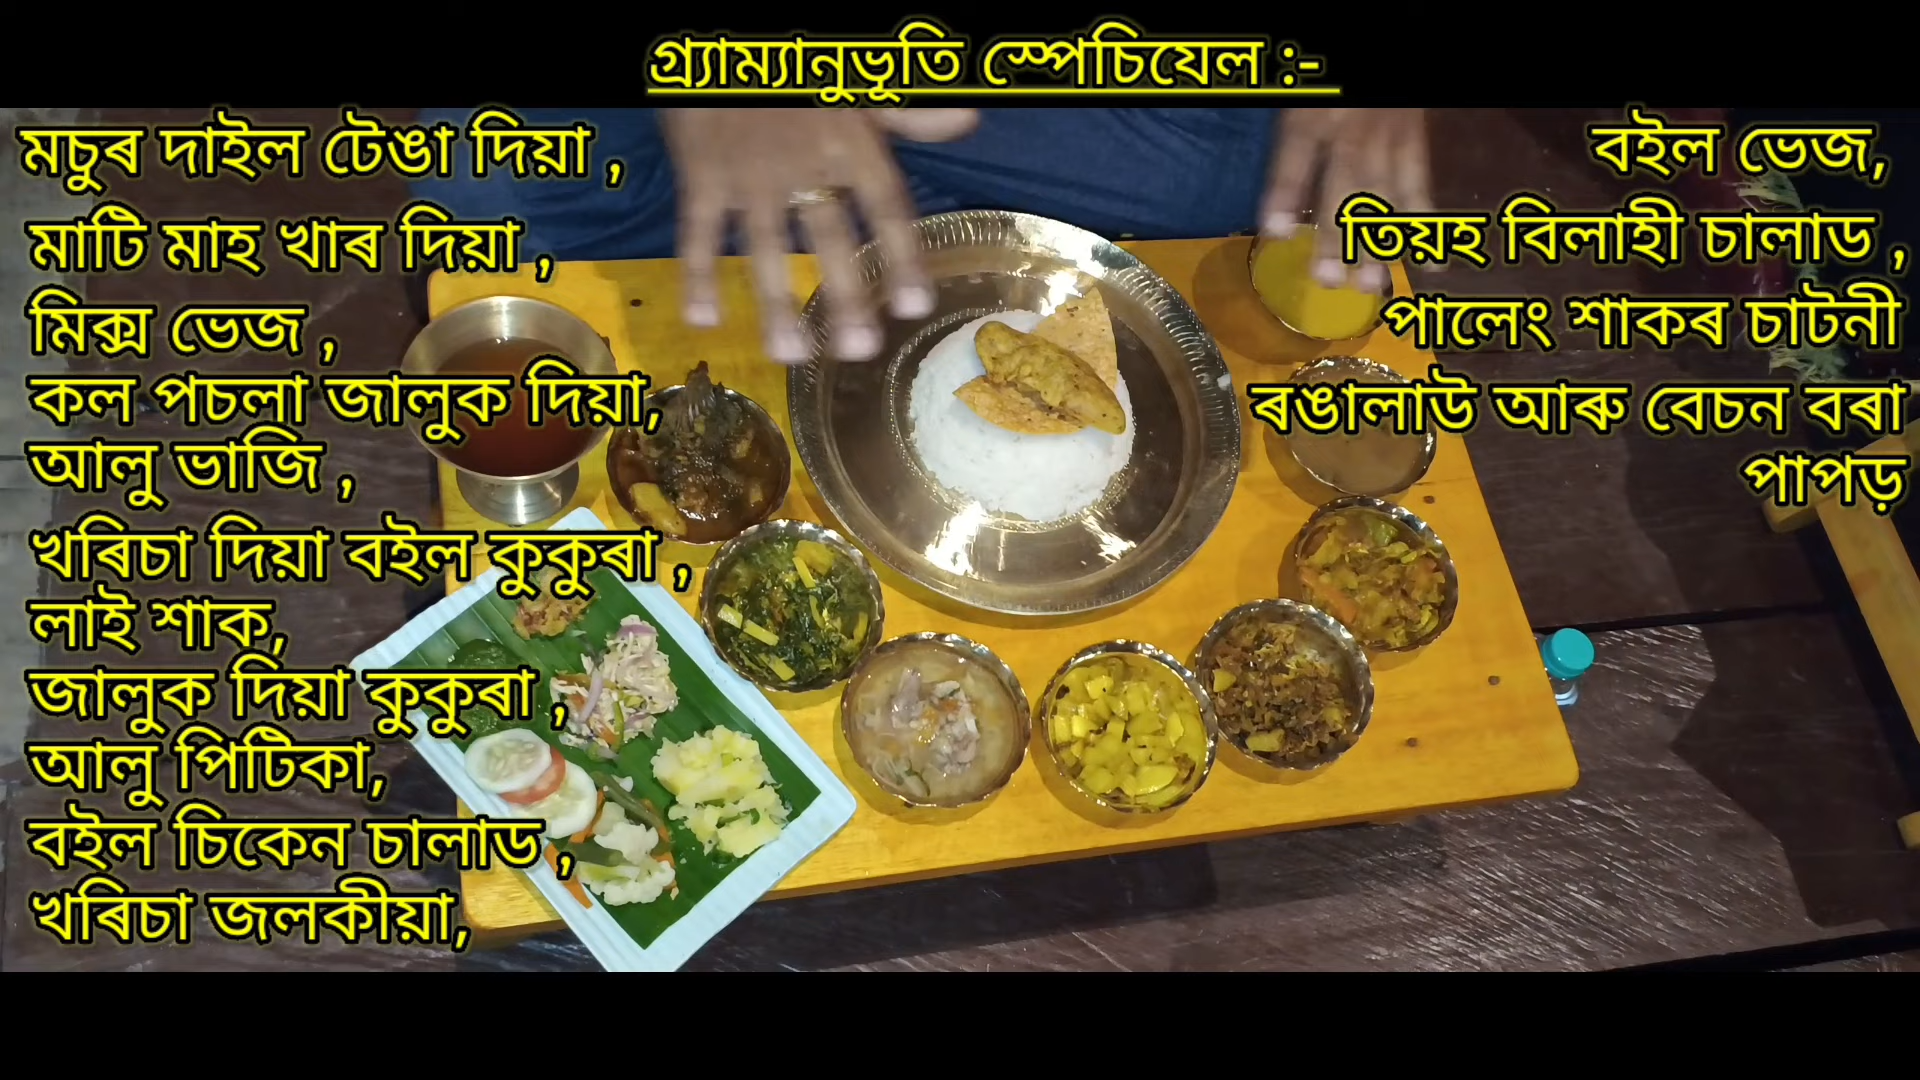 গ্ৰ্যাম্যানুভূতি স্পেচিযেল :-
মচুৰ দাইল টেঙা দিয়া ,
মাটি মাহ খাৰ দিয়া ,
মিক্স ভেজ ,
কল পচলা জালুক দিয়া,
আলু ভাজি ,
খৰিচা দিয়া বইল কুকুৰা ,
লাই শাক,
জালুক দিয়া কুকুৰা ,
আলু পিটিকা,
বইল চিকেন চালাড ,
খৰিচা জলকীয়া,
বইল ভেজ,
তিয়হ বিলাহী চালাড ,
পালেং শাকৰ চাটনী
ৰঙালাউ আৰু বেচন বৰা
পাপড়